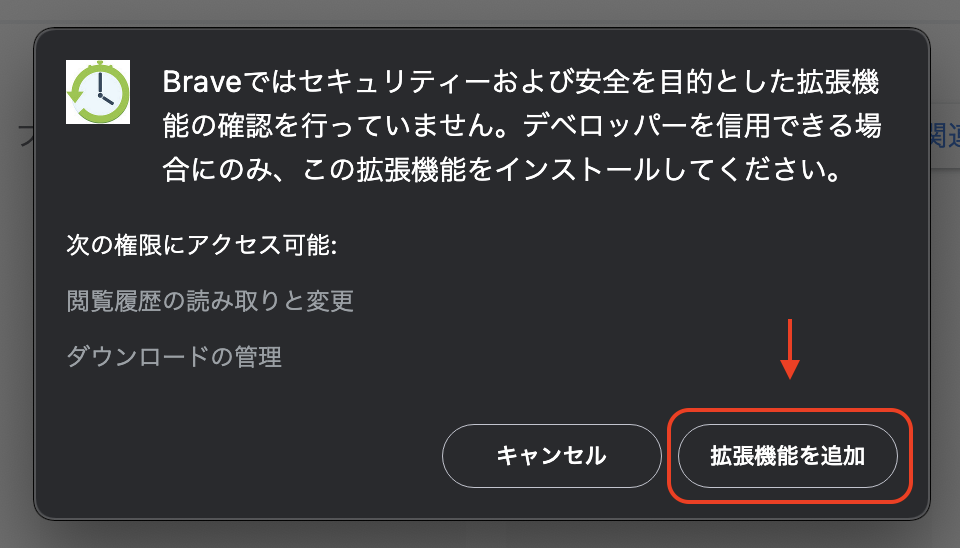 Braveではセキュリティーおよび安全を目的とした拡張機
能の確認を行っていません。デベロッパーを信用できる場
合にのみ、この拡張機能をインストールしてください。
関連
次の権限にアクセス可能:
閲覧履歴の読み取りと変更
ダウンロードの管理
キャンセル
拡張機能を追加